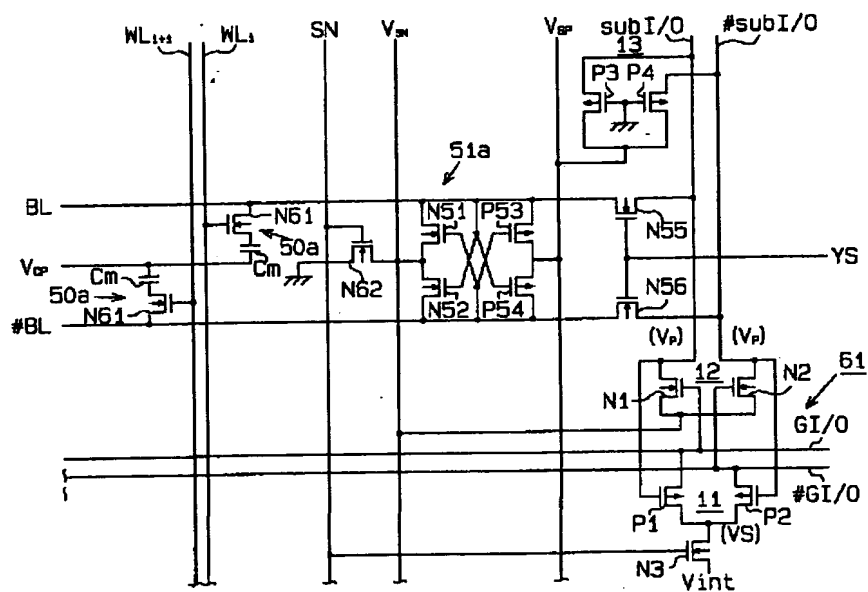 WLi+1 WLi SN VSN VSP subI/O #subI/O
13
P3 P4
51a
BL
N61 N51 P53
50a N55
VCP Cm YS
Cm
50a N62 N56
N61 N52 P54
#BL
(VP) (VP)
12 61
N1 N2
GI/O
#GI/O
P1 11 P2
(VS)
N3
Vint